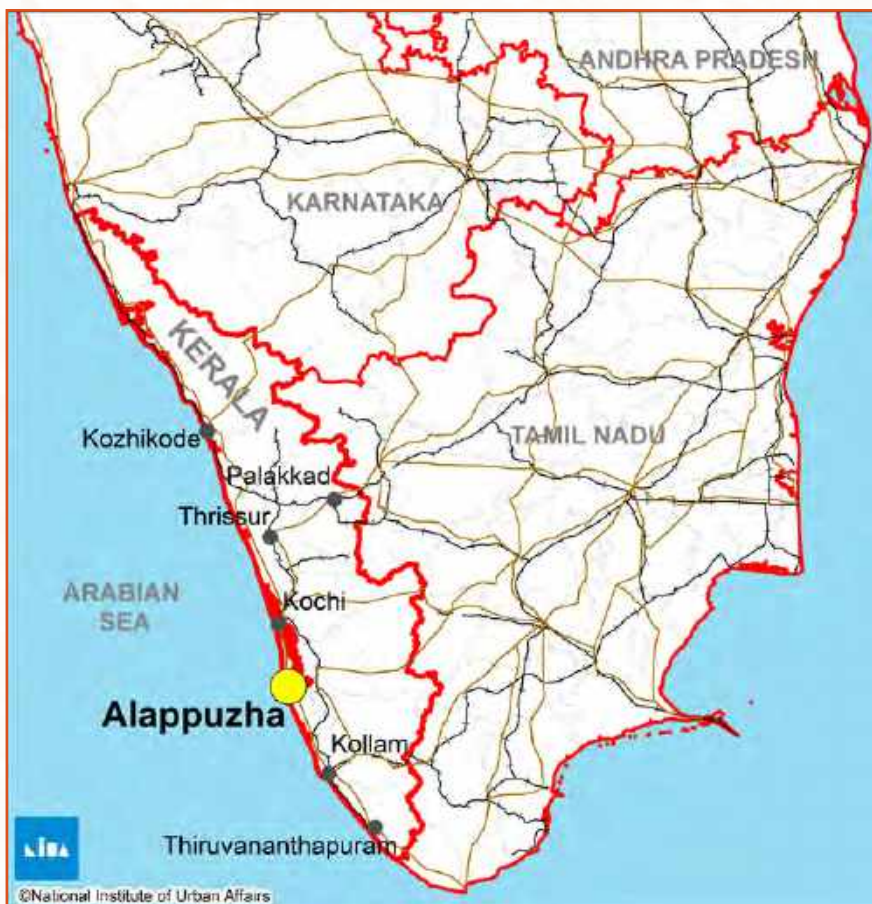 ANDHRA PRADESH
KARNATAKA
KERALA
Kozhikode
TAMIL NADU
Palakkad
Thrissur
ARABIAN
SEA
Kochi
Alappuzha
Kollam
Thiruvananthapuram
NIUA
©National Institute of Urban Affairs